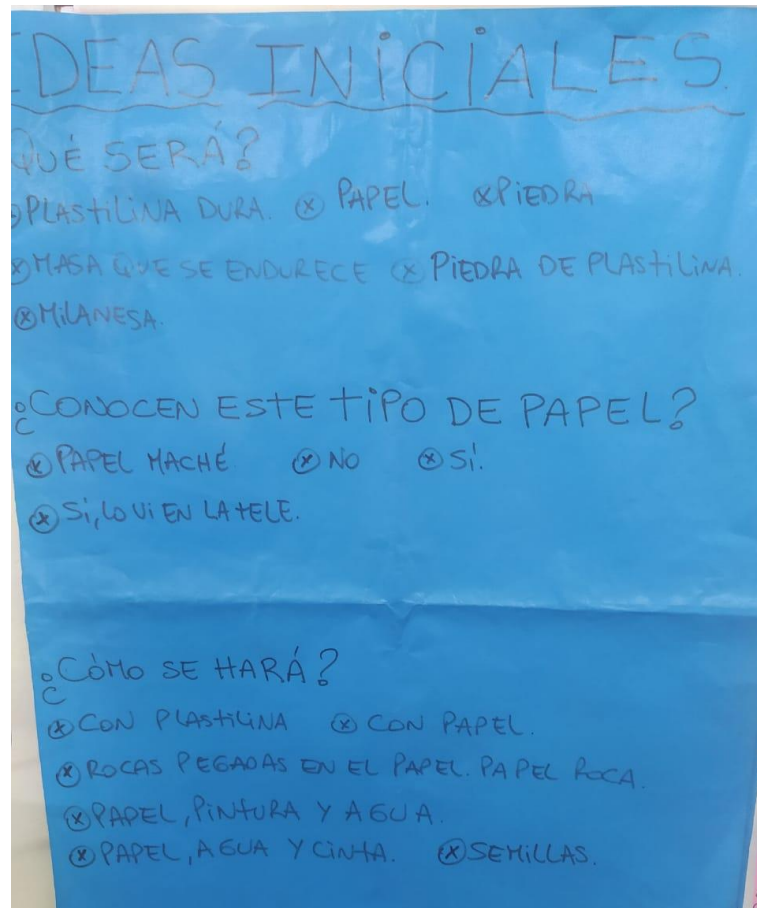 IDEAS INICIALES.
QUÉ SERÁ?
PLASTILINA DURA. PAPEL. PIEDRA
MASA QUE SE ENDURECE PIEDRA DE PLASTILINA.
MILANESA.
¿CONOCEN ESTE TIPO DE PAPEL?
PAPEL MACHÉ NO SÍ.
SI, LO VI EN LA TELE.
¿CÓMO SE HARÁ?
CON PLASTILINA CON PAPEL.
ROCAS PEGADAS EN EL PAPEL. PAPEL ROCA.
PAPEL, PINTURA Y AGUA.
PAPEL, AGUA Y CINTA. SEMILLAS.